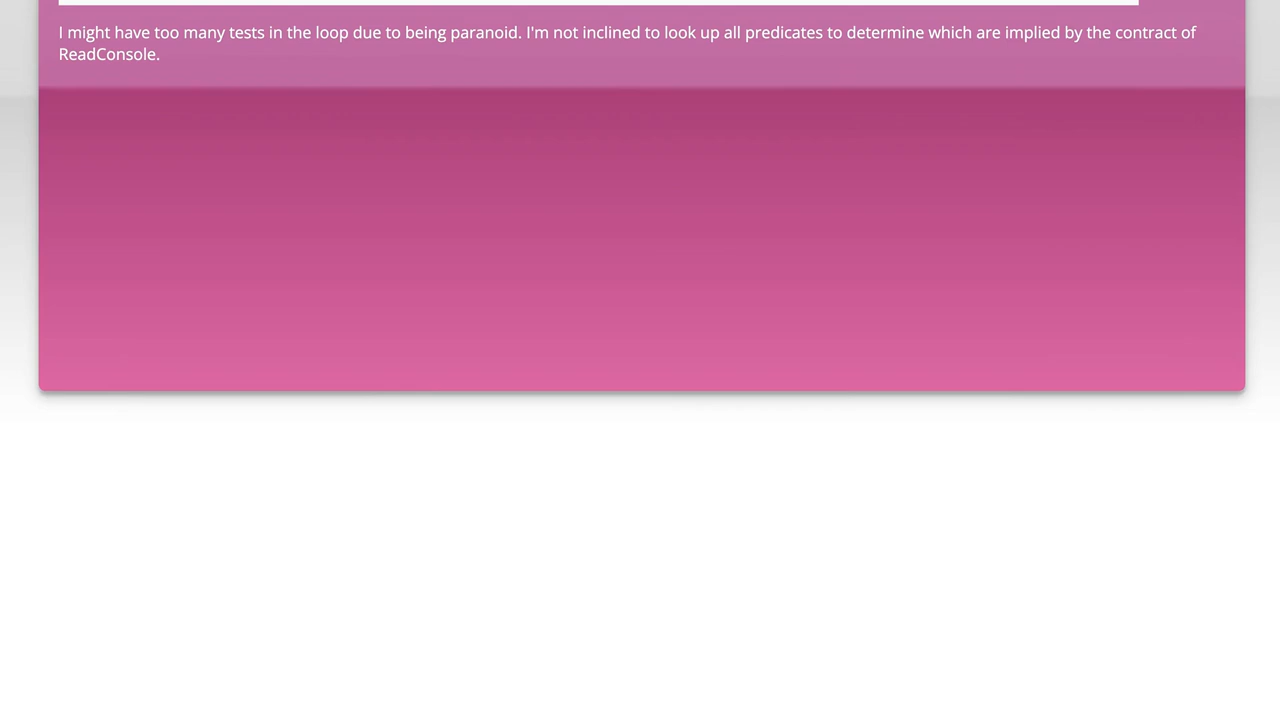 I might have too many tests in the loop due to being paranoid. I'm not inclined to look up all predicates to determine which are implied by the contract of
ReadConsole.